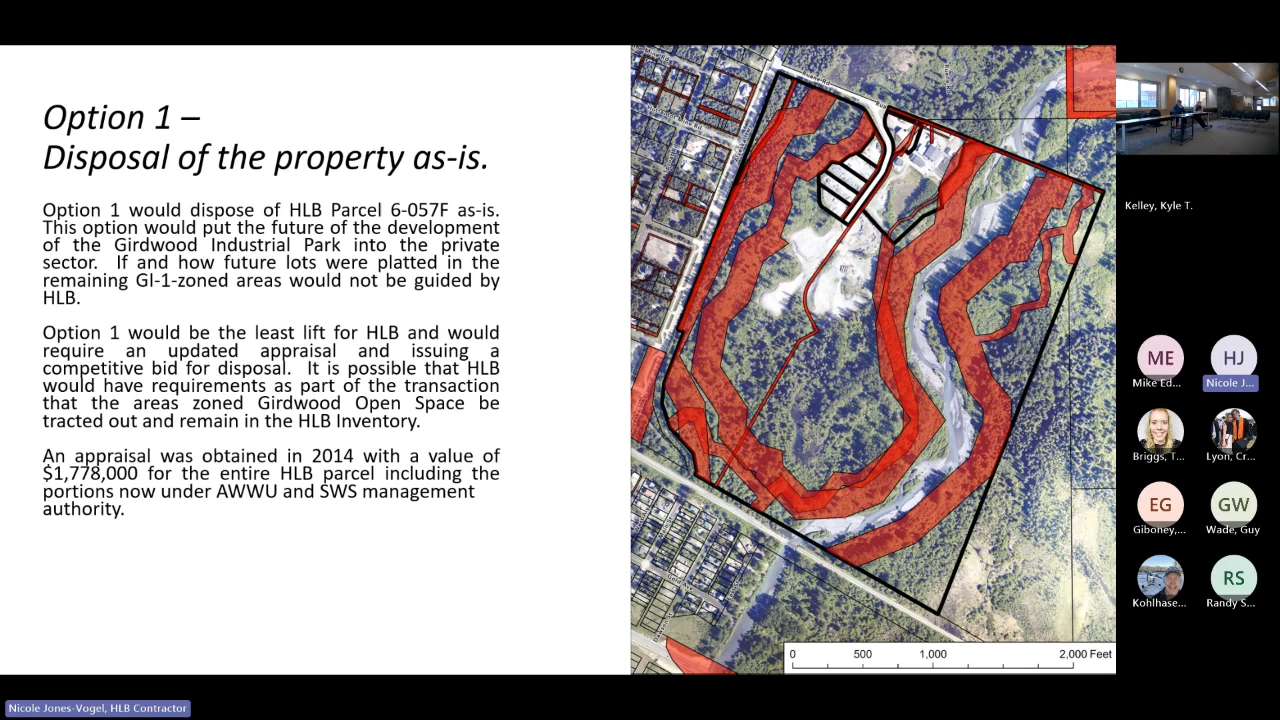 Option 1 –
Disposal of the property as-is.
Option 1 would dispose of HLB Parcel 6-057F as-is.
This option would put the future of the development
of the Girdwood Industrial Park into the private
sector. If and how future lots were platted in the
remaining GI-1-zoned areas would not be guided by
HLB.
Option 1 would be the least lift for HLB and would
require an updated appraisal and issuing a
competitive bid for disposal. It is possible that HLB
would have requirements as part of the transaction
that the areas zoned Girdwood Open Space be
tracted out and remain in the HLB Inventory.
An appraisal was obtained in 2014 with a value of
$1,778,000 for the entire HLB parcel including the
portions now under AWWU and SWS management
authority.
0 500 1,000 2,000 Feet
Kelley, Kyle T.
ME HJ
Mike Ed... Nicole J...
Briggs, T... Lyon, Cr...
EG GW
Giboney,... Wade, Guy
RS
Kohlhase... Randy S...
Nicole Jones-Vogel, HLB Contractor